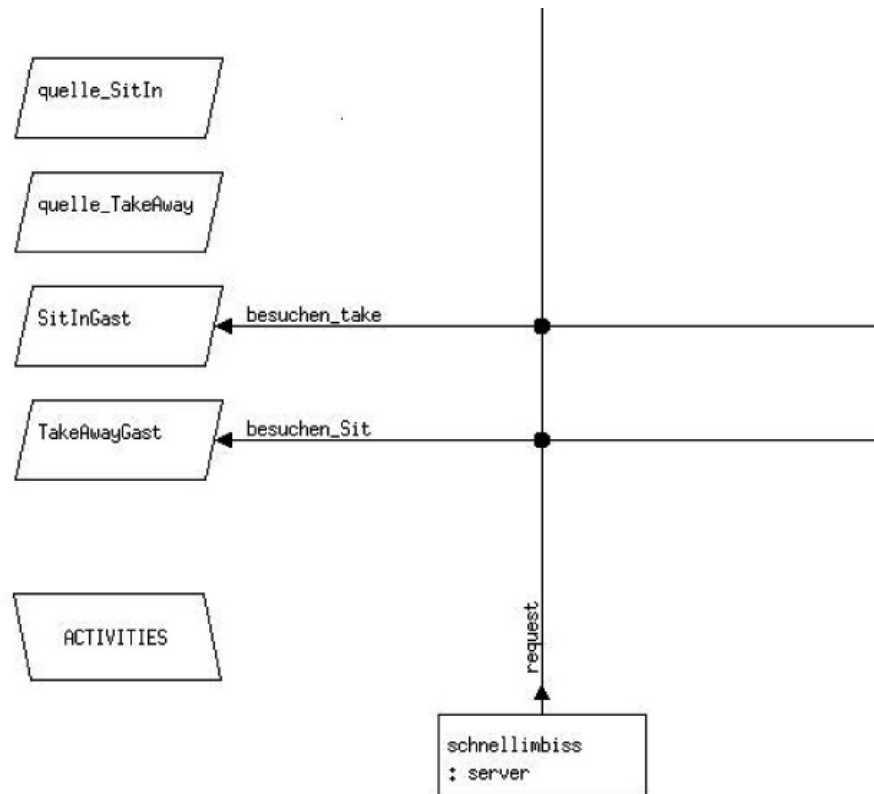 quelle_SitIn
quelle_TakeAway
SitInGast
besuchen_take
TakeAwayGast
besuchen_Sit
ACTIVITIES
request
schnellimbiss
: server